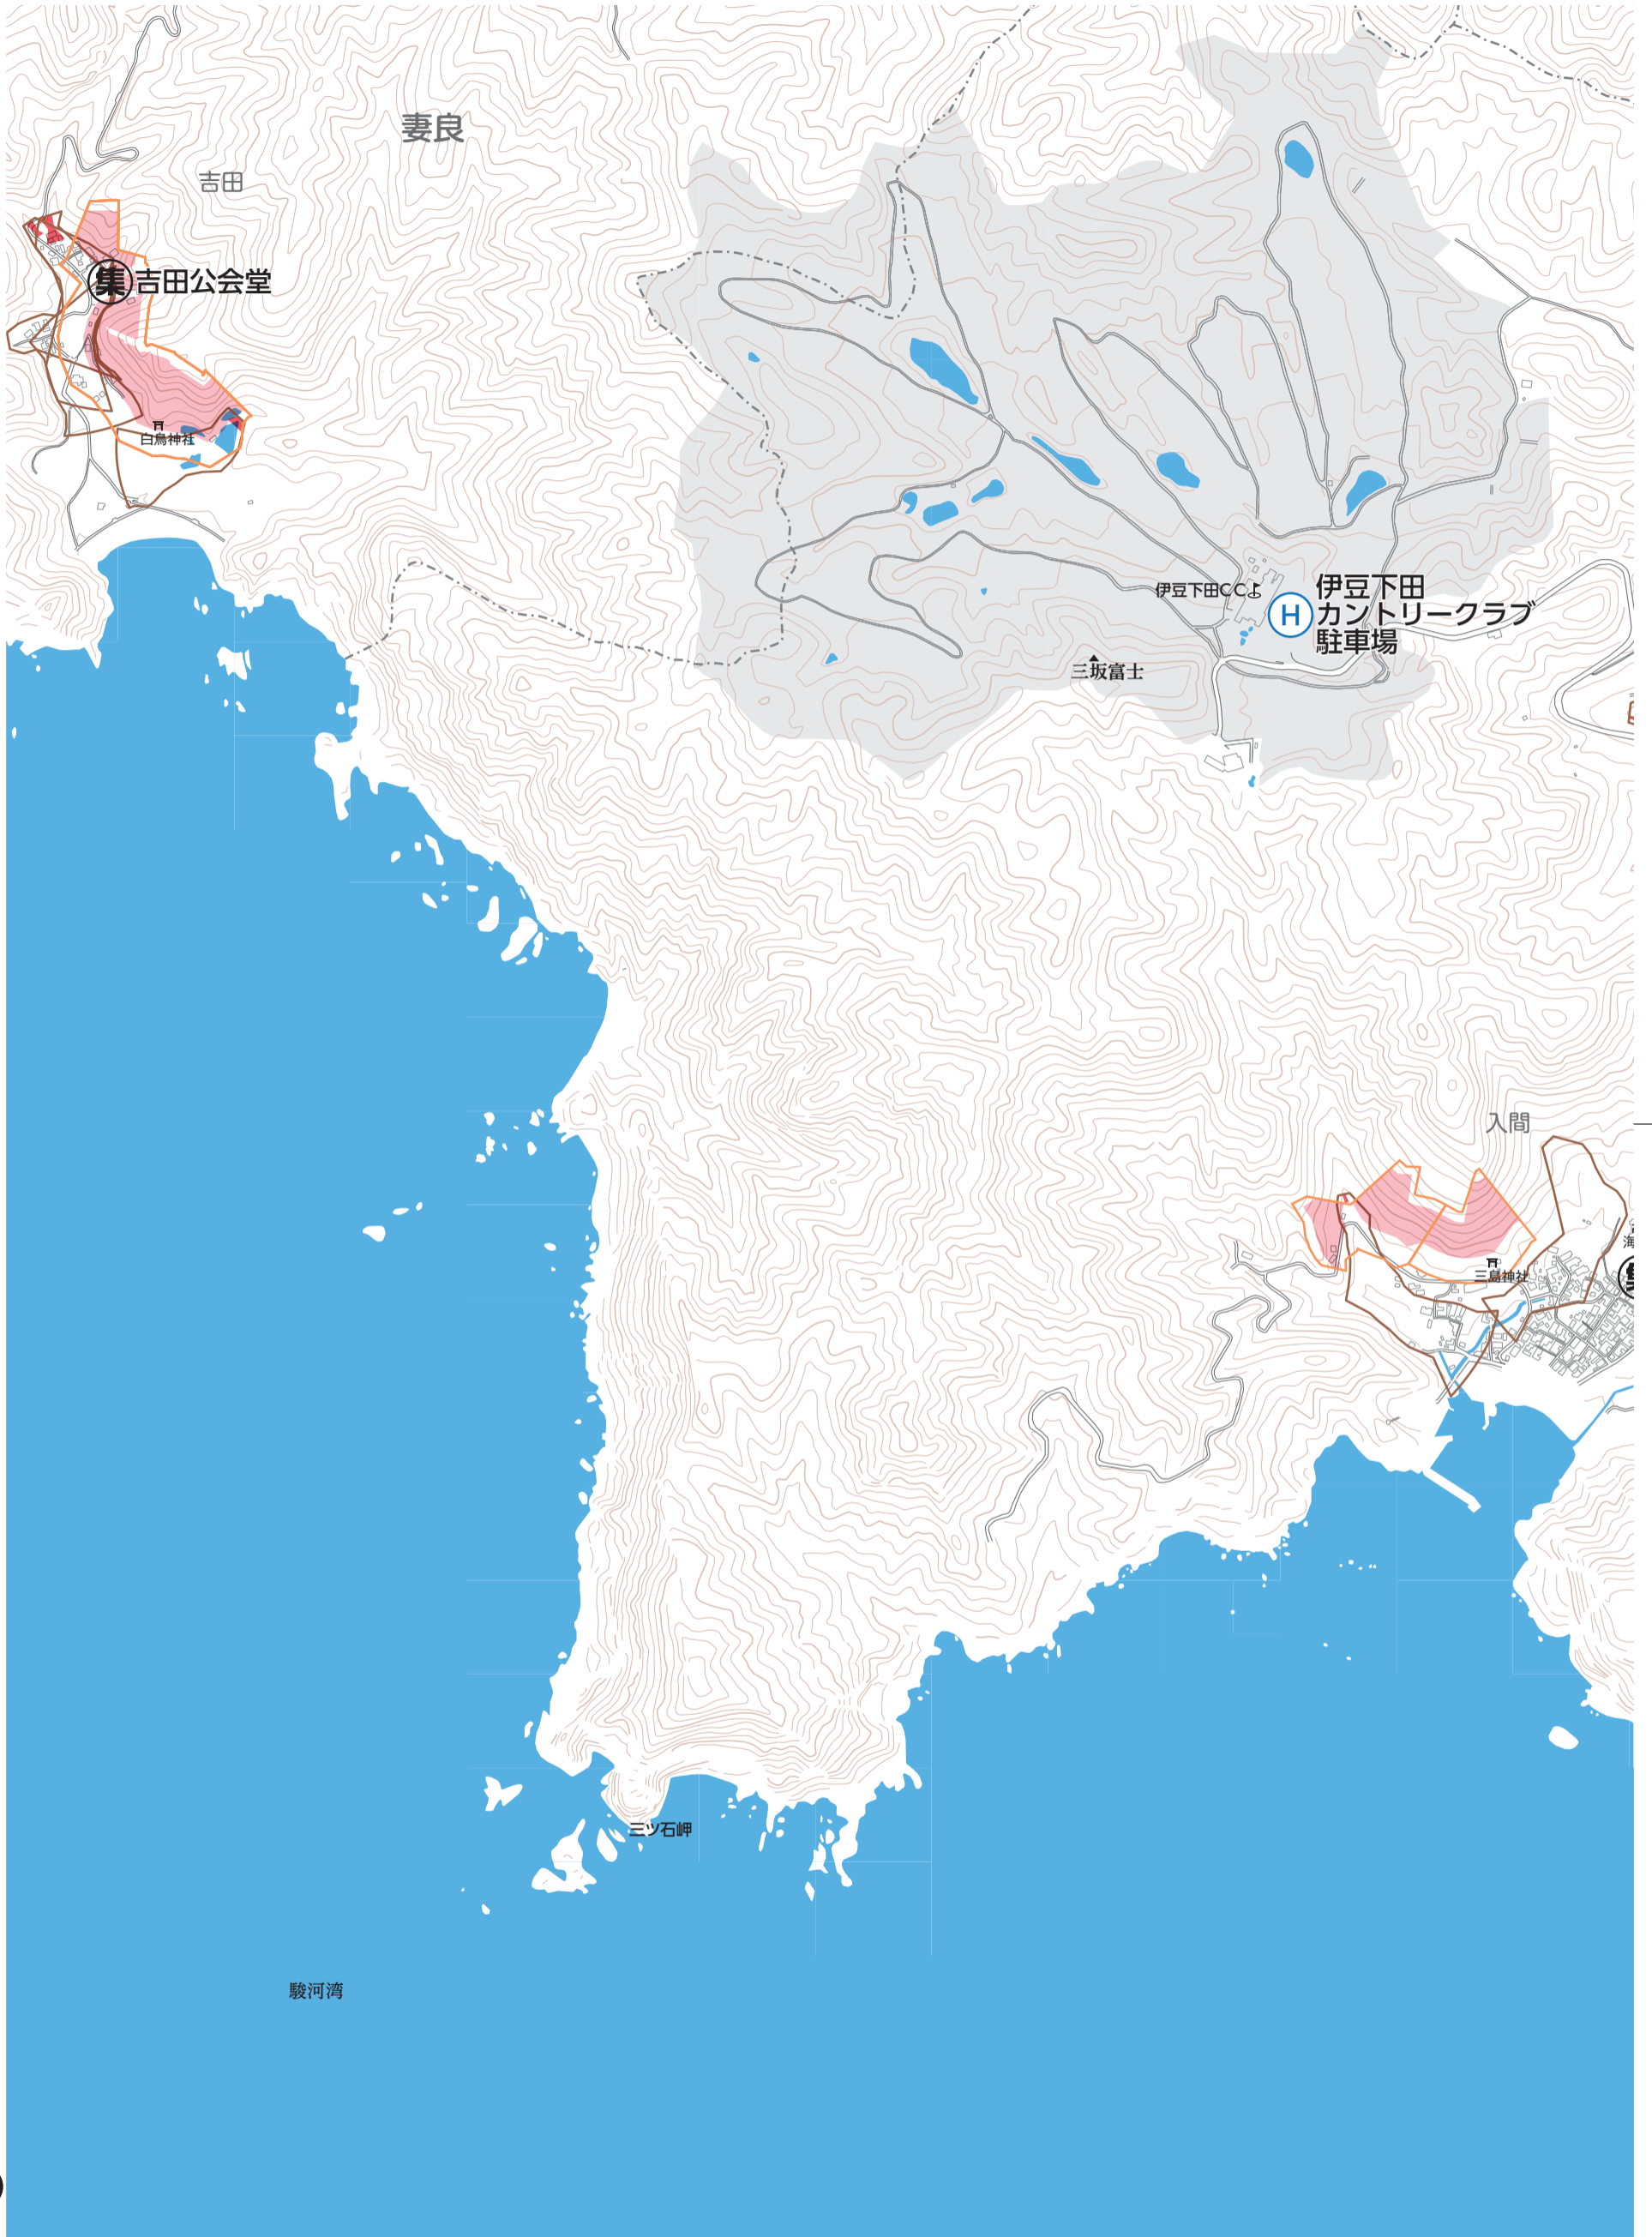 妻良
吉田
集 吉田公会堂
白鳥神社
伊豆下田CCよ
H
伊豆下田
カントリークラブ
駐車場
三坂富士
入間
三島神社
海
三ツ石岬
駿河湾